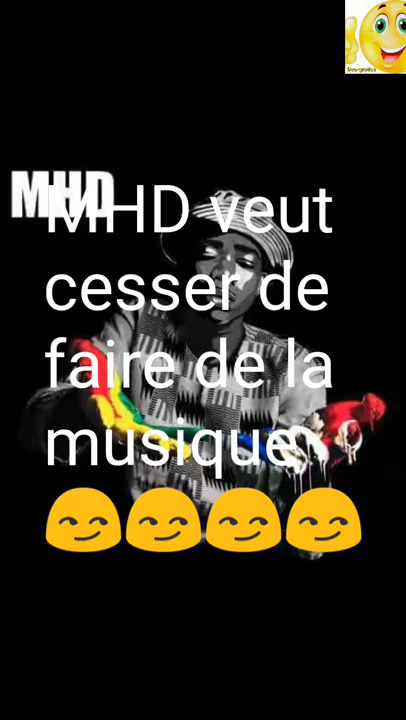 MHD
MHD veut
cesser de
faire de la
musique
😏😏😏😏